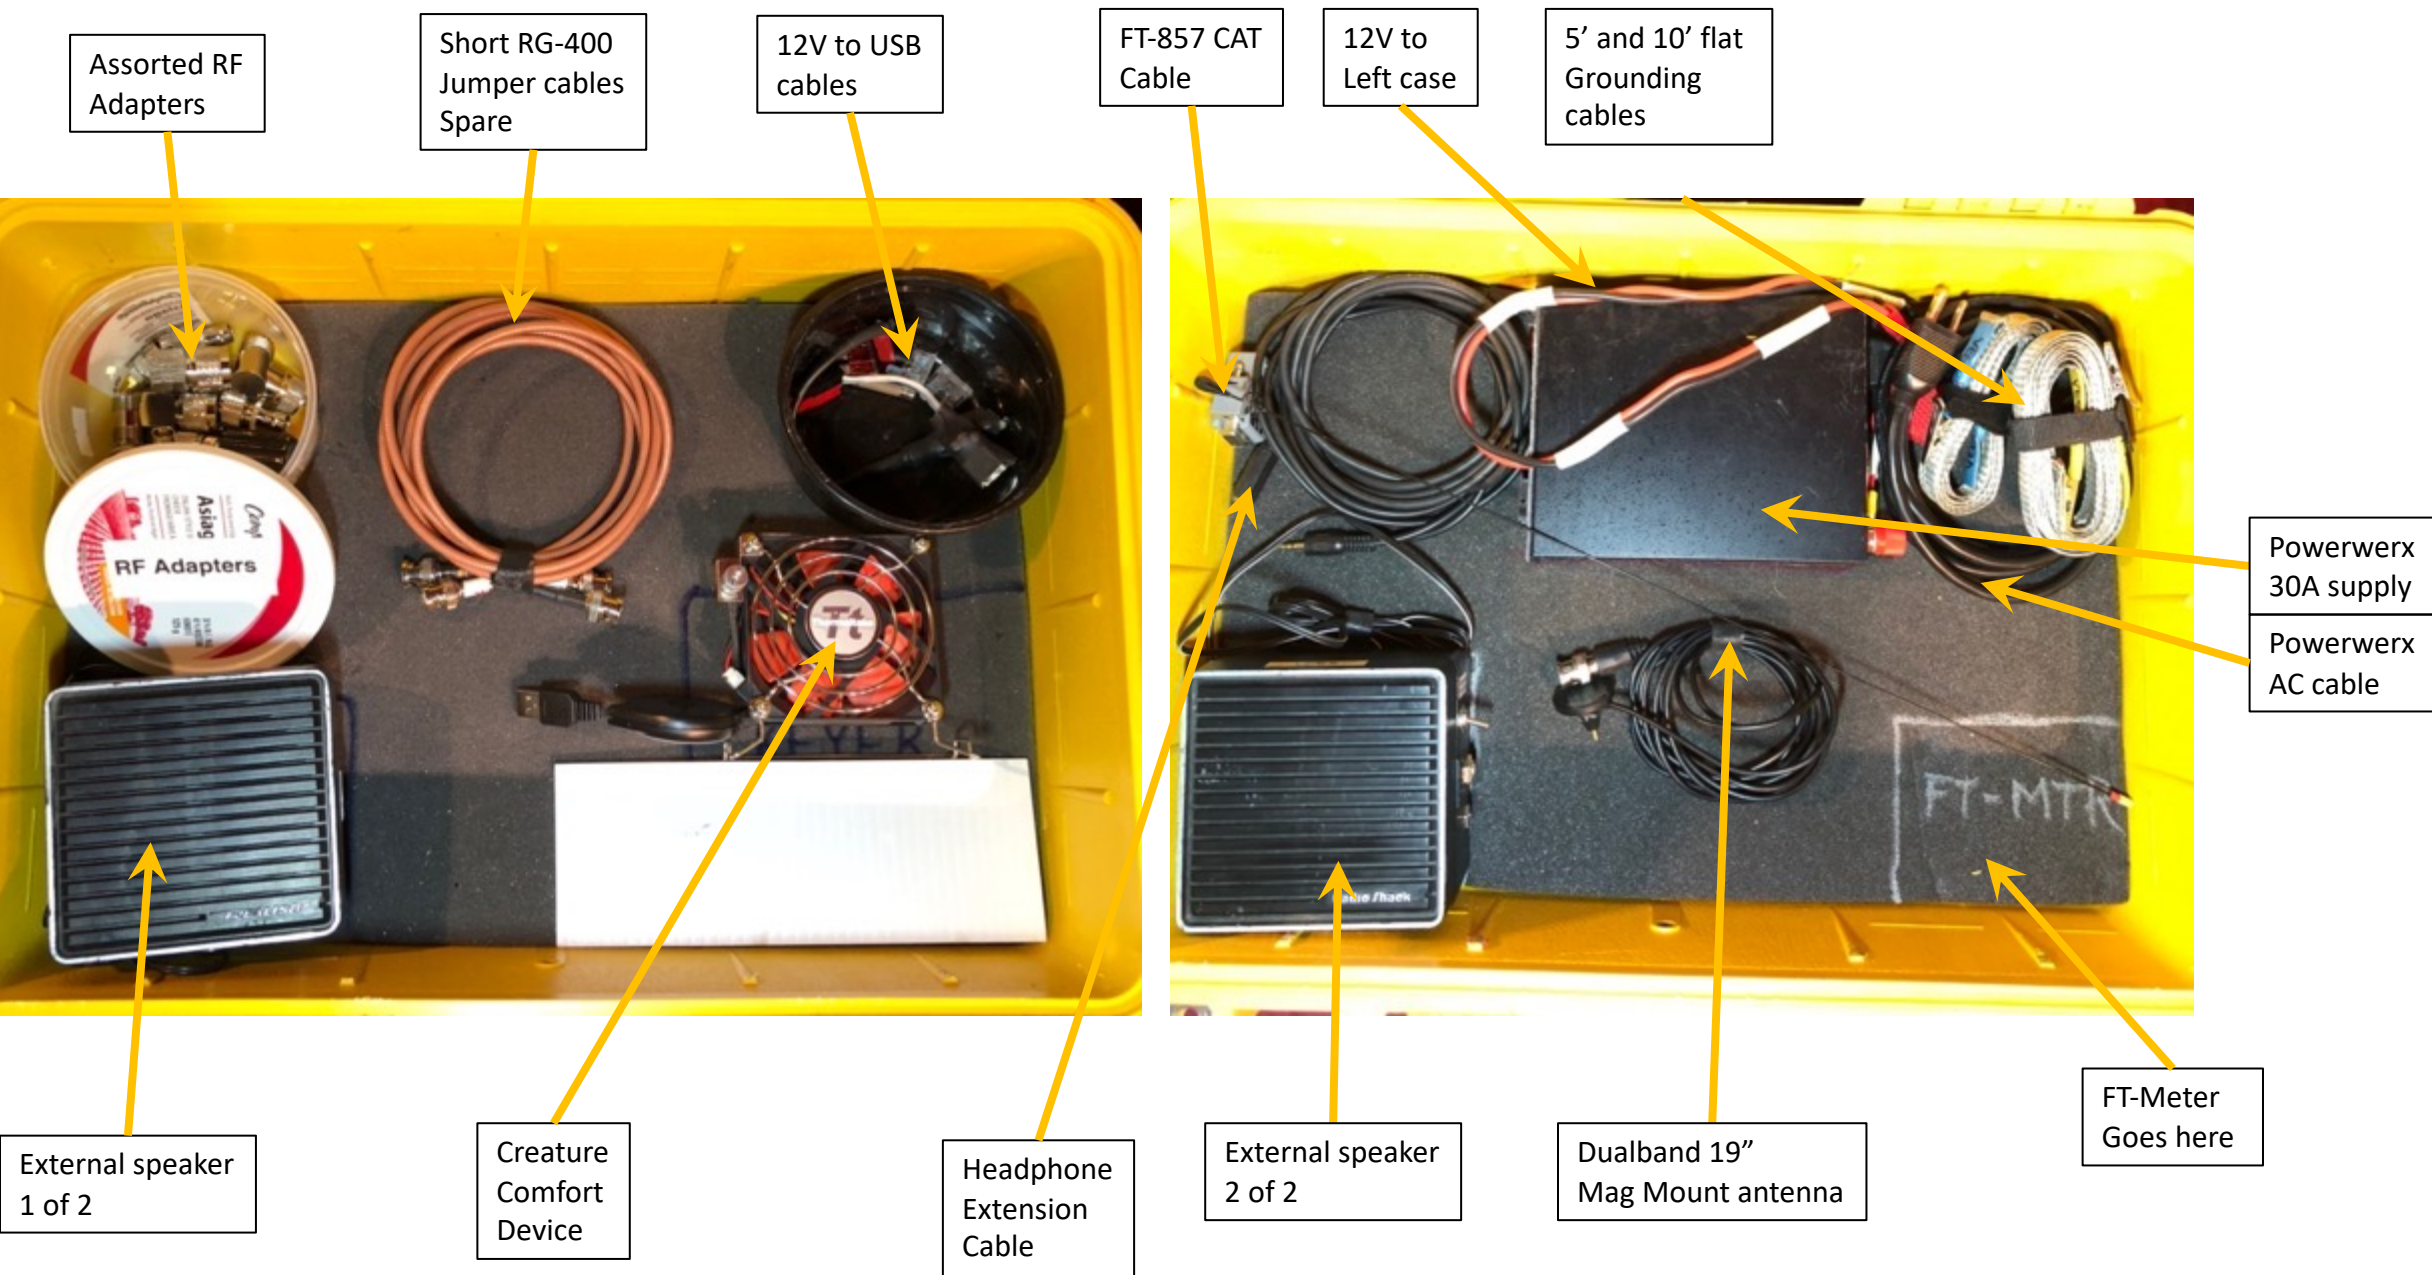 Assorted RF
Adapters
Short RG-400
Jumper cables
Spare
12V to USB
cables
FT-857 CAT
Cable
12V to
Left case
5’ and 10’ flat
Grounding
cables
Asiag
RF Adapters
FT-MTR
Radio Shack
Powerwerx
30A supply
Powerwerx
AC cable
External speaker
1 of 2
Creature
Comfort
Device
Headphone
Extension
Cable
External speaker
2 of 2
Dualband 19”
Mag Mount antenna
FT-Meter
Goes here